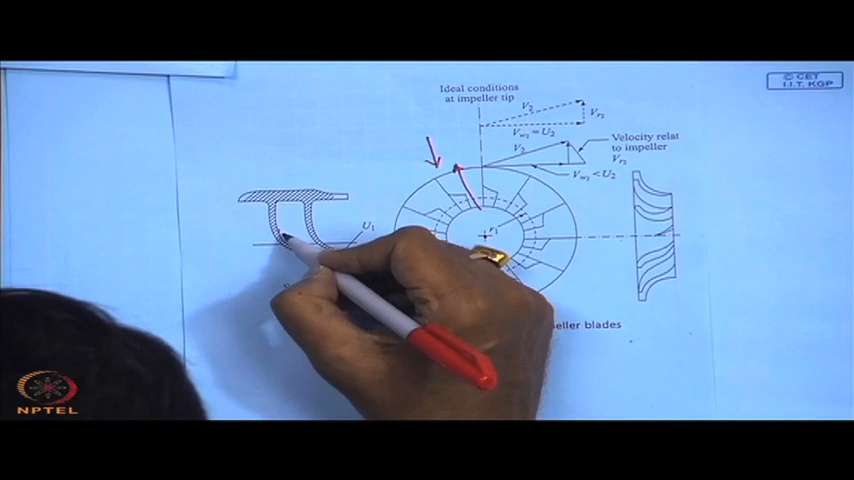 © CET
I.I.T. KGP
Ideal conditions
at impeller tip
V2
Vr2
Vw2 = U2
V2
Velocity relat
to impeller
Vr2
Vw2 < U2
U1
r1
eller blades
NPTEL